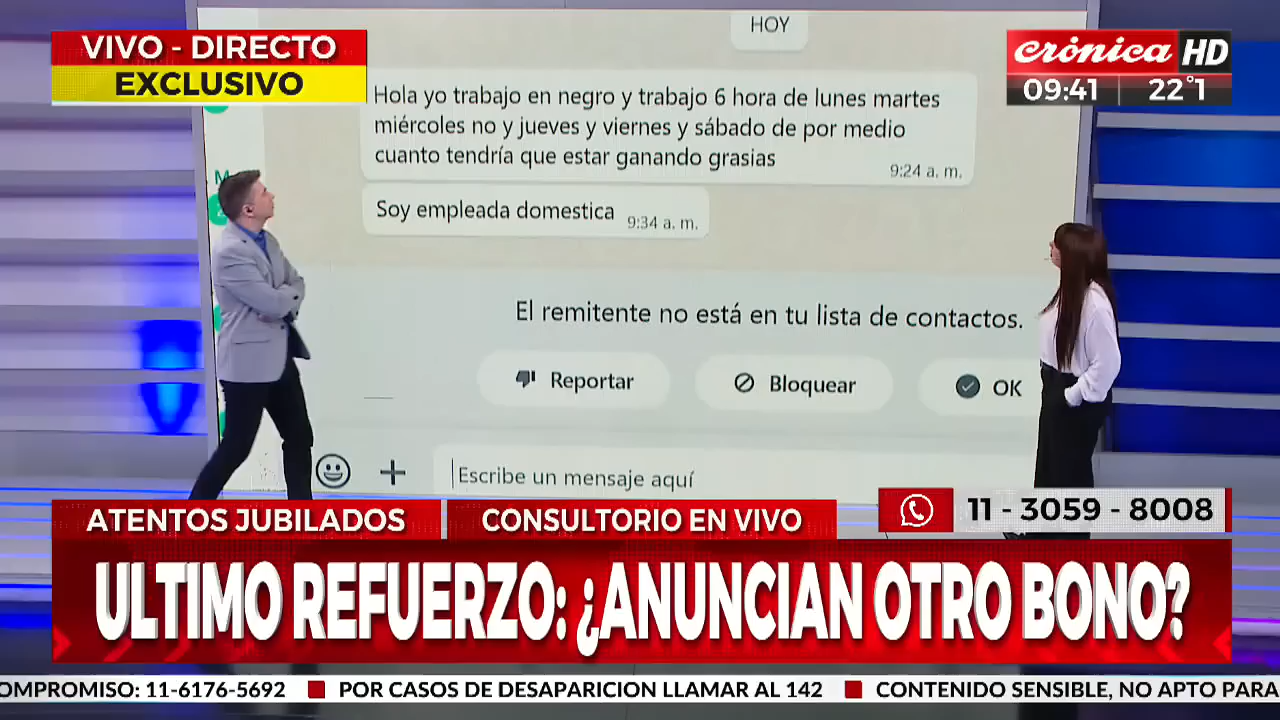 VIVO - DIRECTO
EXCLUSIVO
crónica HD
09:41 22°1
HOY
Hola yo trabajo en negro y trabajo 6 hora de lunes martes
miércoles no y jueves y viernes y sábado de por medio
cuanto tendría que estar ganando grasias
9:24 a. m.
Soy empleada domestica
9:34 a. m.
El remitente no está en tu lista de contactos.
Reportar
Bloquear
OK
Escribe un mensaje aquí
ATENTOS JUBILADOS
CONSULTORIO EN VIVO
11 - 3059 - 8008
ULTIMO REFUERZO: ¿ANUNCIAN OTRO BONO?
OMPROMISO: 11-6176-5692 POR CASOS DE DESAPARICION LLAMAR AL 142 CONTENIDO SENSIBLE, NO APTO PARA